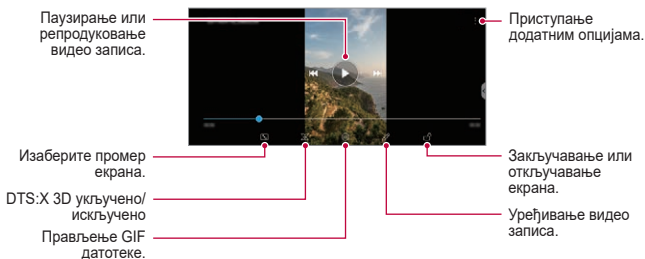 Паузирање или
репродуковање
видео записа.
Приступање
додатним опцијама.
Изаберите промер
екрана.
DTS:X 3D укључено/
искључено
Прављење GIF
датотеке.
Закључавање или
откључавање
екрана.
Уређивање видео
записа.